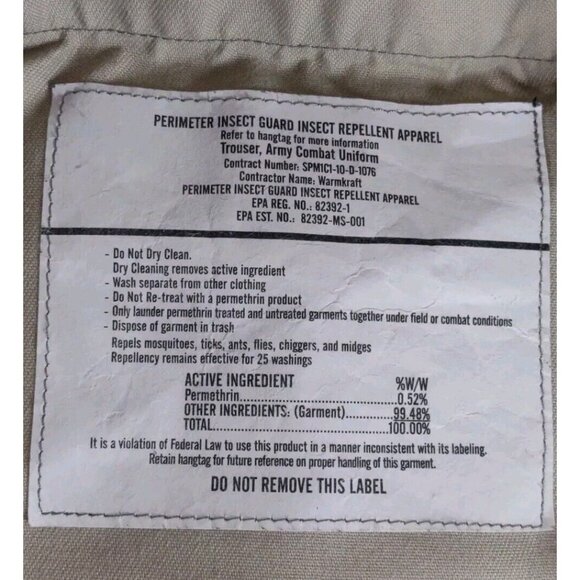 PERIMETER INSECT GUARD INSECT REPELLENT APPAREL
Refer to hangtag for more information
Trouser, Army Combat Uniform
Contract Number: SPM1C1-10-D-1076
Contractor Name: Warmkraft
PERIMETER INSECT GUARD INSECT REPELLENT APPAREL
EPA REG. NO.: 82392-1
EPA EST. NO.: 82392-MS-001
- Do Not Dry Clean.
Dry Cleaning removes active ingredient
- Wash separate from other clothing
- Do Not Re-treat with a permethrin product
- Only launder permethrin treated and untreated garments together under field or combat conditions
- Dispose of garment in trash
Repels mosquitoes, ticks, ants, flies, chiggers, and midges
Repellency remains effective for 25 washings
ACTIVE INGREDIENT %W/W
Permethrin..............................0.52%
OTHER INGREDIENTS: (Garment)..........99.48%
TOTAL...................................100.00%
It is a violation of Federal Law to use this product in a manner inconsistent with its labeling.
Retain hangtag for future reference on proper handling of this garment.
DO NOT REMOVE THIS LABEL